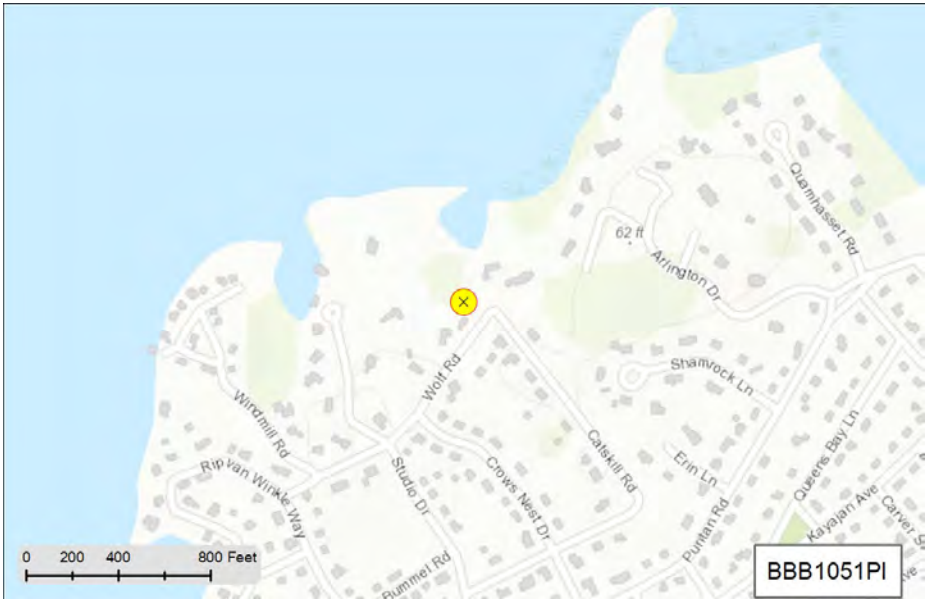 Quamhasset Rd
62 ft
Arlington Dr
Wolf Rd
Shamrock Ln
Windmill Rd
Catskill Rd
Queens Bay Ln
Rip Van Winkle Way
Studio Dr
Crows Nest Dr
Erin Ln
Puritan Rd
Kayajan Ave
Carver
0 200 400 800 Feet
Rummel Rd
BBB1051PI